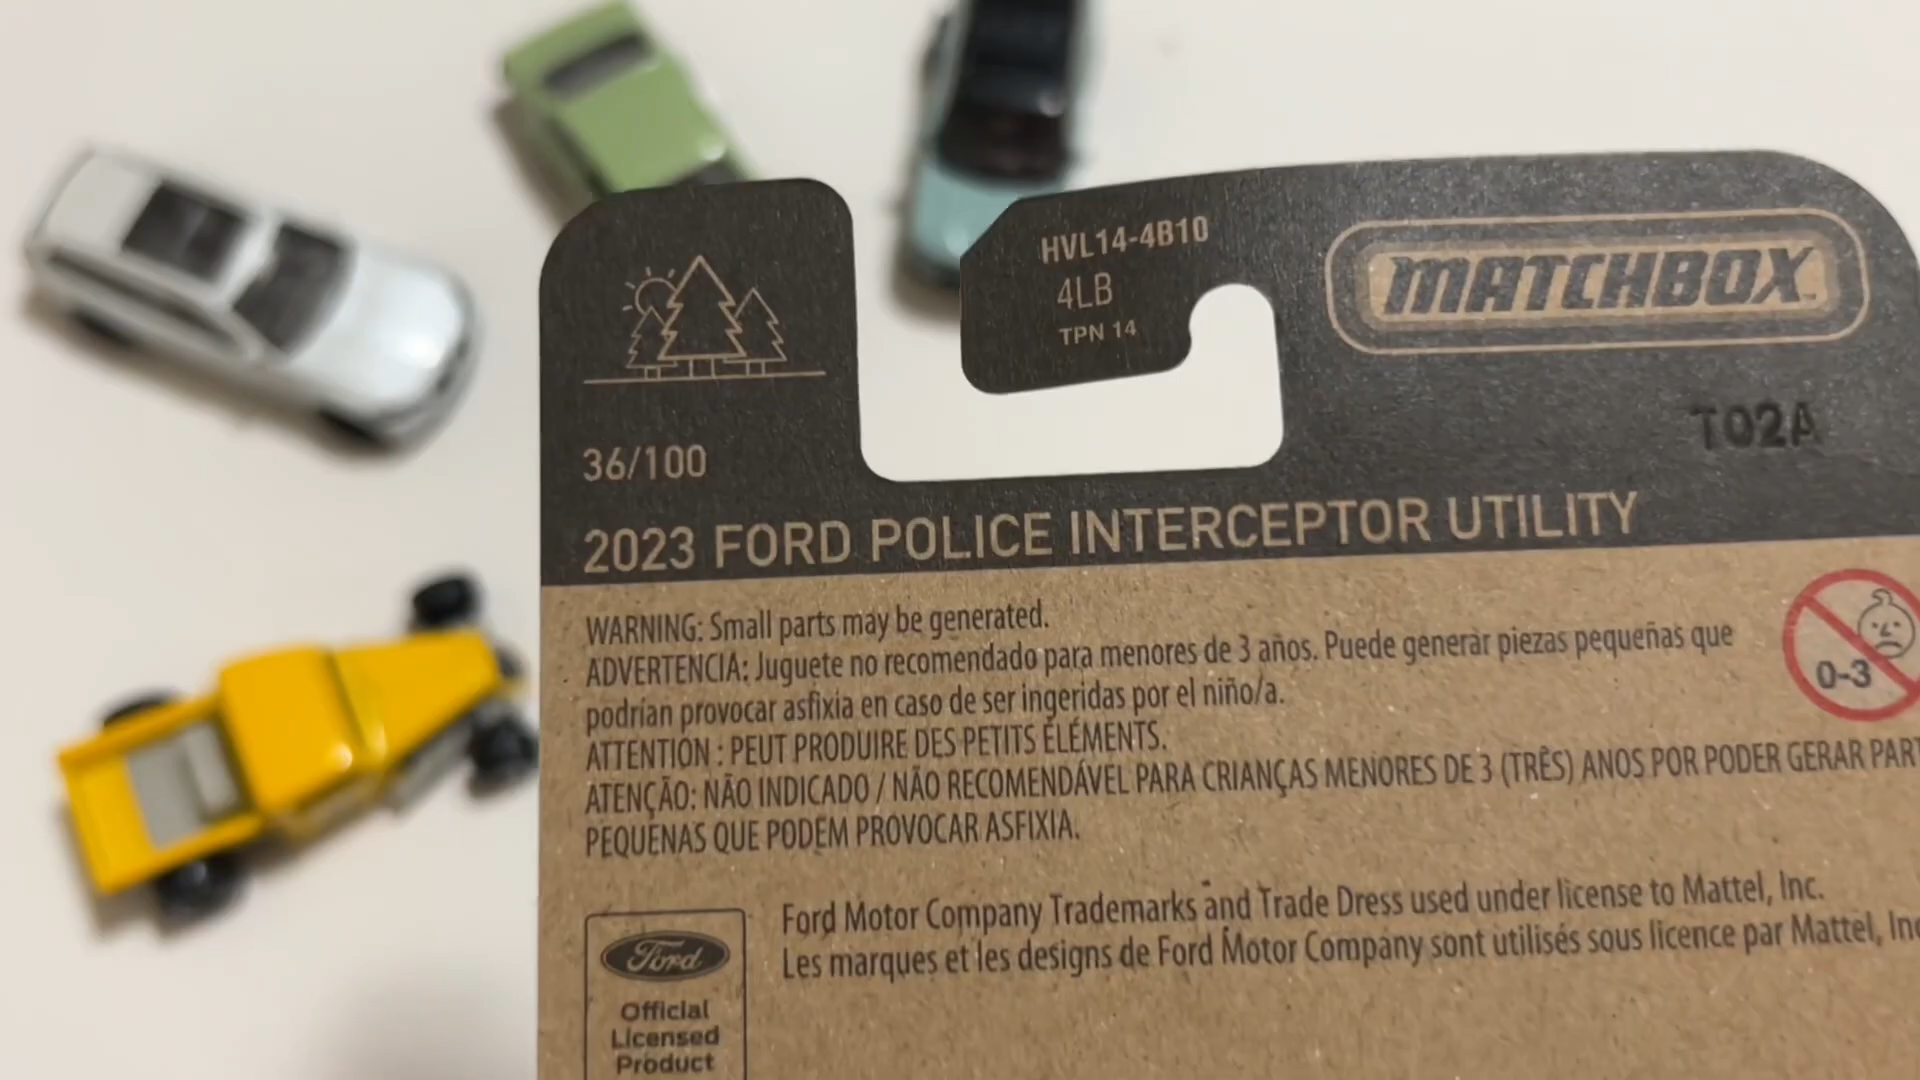 HVL14-4B10
4LB
TPN 14
MATCHBOX
T02A
36/100
2023 FORD POLICE INTERCEPTOR UTILITY
WARNING: Small parts may be generated.
ADVERTENCIA: Juguete no recomendado para menores de 3 años. Puede generar piezas pequeñas que
podrían provocar asfixia en caso de ser ingeridas por el niño/a.
ATTENTION : PEUT PRODUIRE DES PETITS ÉLÉMENTS.
ATENÇÃO: NÃO INDICADO / NÃO RECOMENDÁVEL PARA CRIANÇAS MENORES DE 3 (TRÊS) ANOS POR PODER GERAR PART
PEQUENAS QUE PODEM PROVOCAR ASFIXIA.
0-3
Ford Motor Company Trademarks and Trade Dress used under license to Mattel, Inc.
Les marques et les designs de Ford Motor Company sont utilisés sous licence par Mattel, Inc
Ford
Official
Licensed
Product